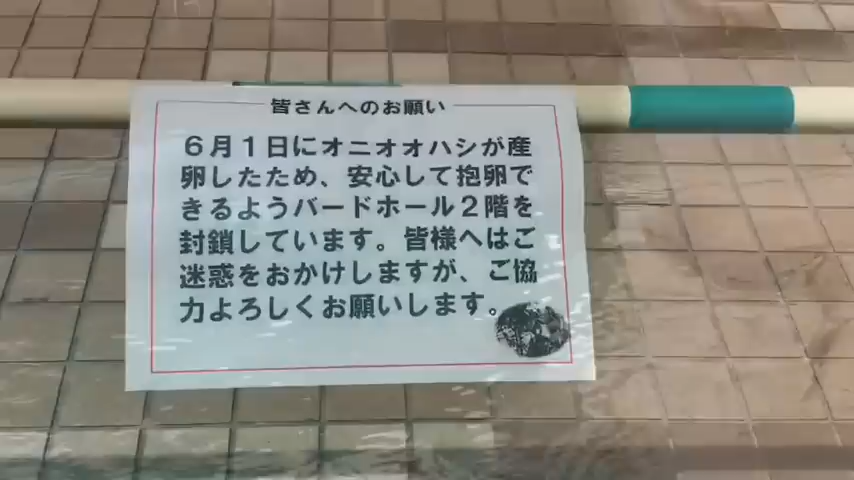 皆さんへのお願い
６月１日にオニオオハシが産
卵したため、安心して抱卵で
きるようバードホール２階を
封鎖しています。皆様へはご
迷惑をおかけしますが、ご協
力よろしくお願いします。